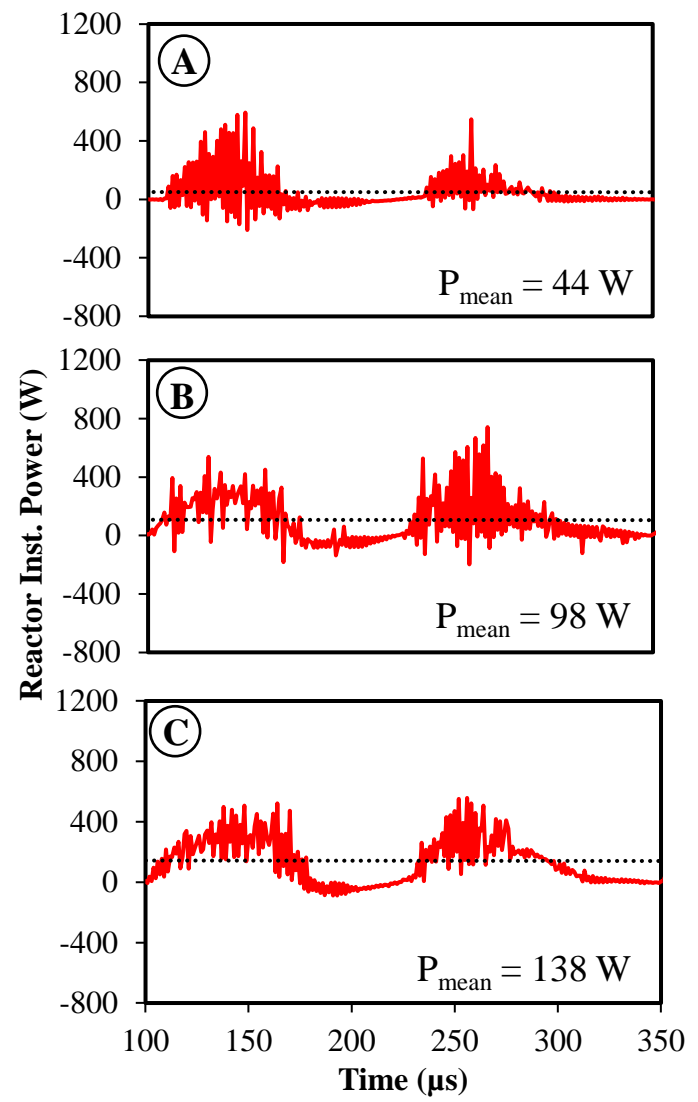 Reactor Inst. Power (W)
1200
A
800
400
0
-400
P_mean = 44 W
-800
1200
B
800
400
0
-400
P_mean = 98 W
-800
1200
C
800
400
0
-400
P_mean = 138 W
-800
100 150 200 250 300 350
Time (µs)